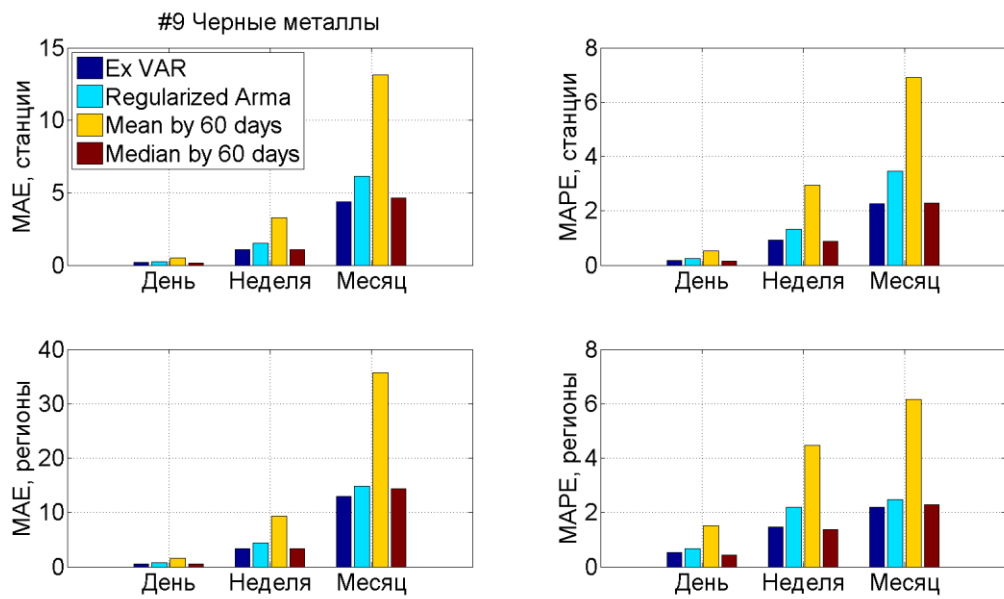 #9 Черные металлы
MAE, станции
15
10
5
0
Ex VAR
Regularized Arma
Mean by 60 days
Median by 60 days
День Неделя Месяц
MAPE, станции
8
6
4
2
0
День Неделя Месяц
MAE, регионы
40
30
20
10
0
День Неделя Месяц
MAPE, регионы
8
6
4
2
0
День Неделя Месяц